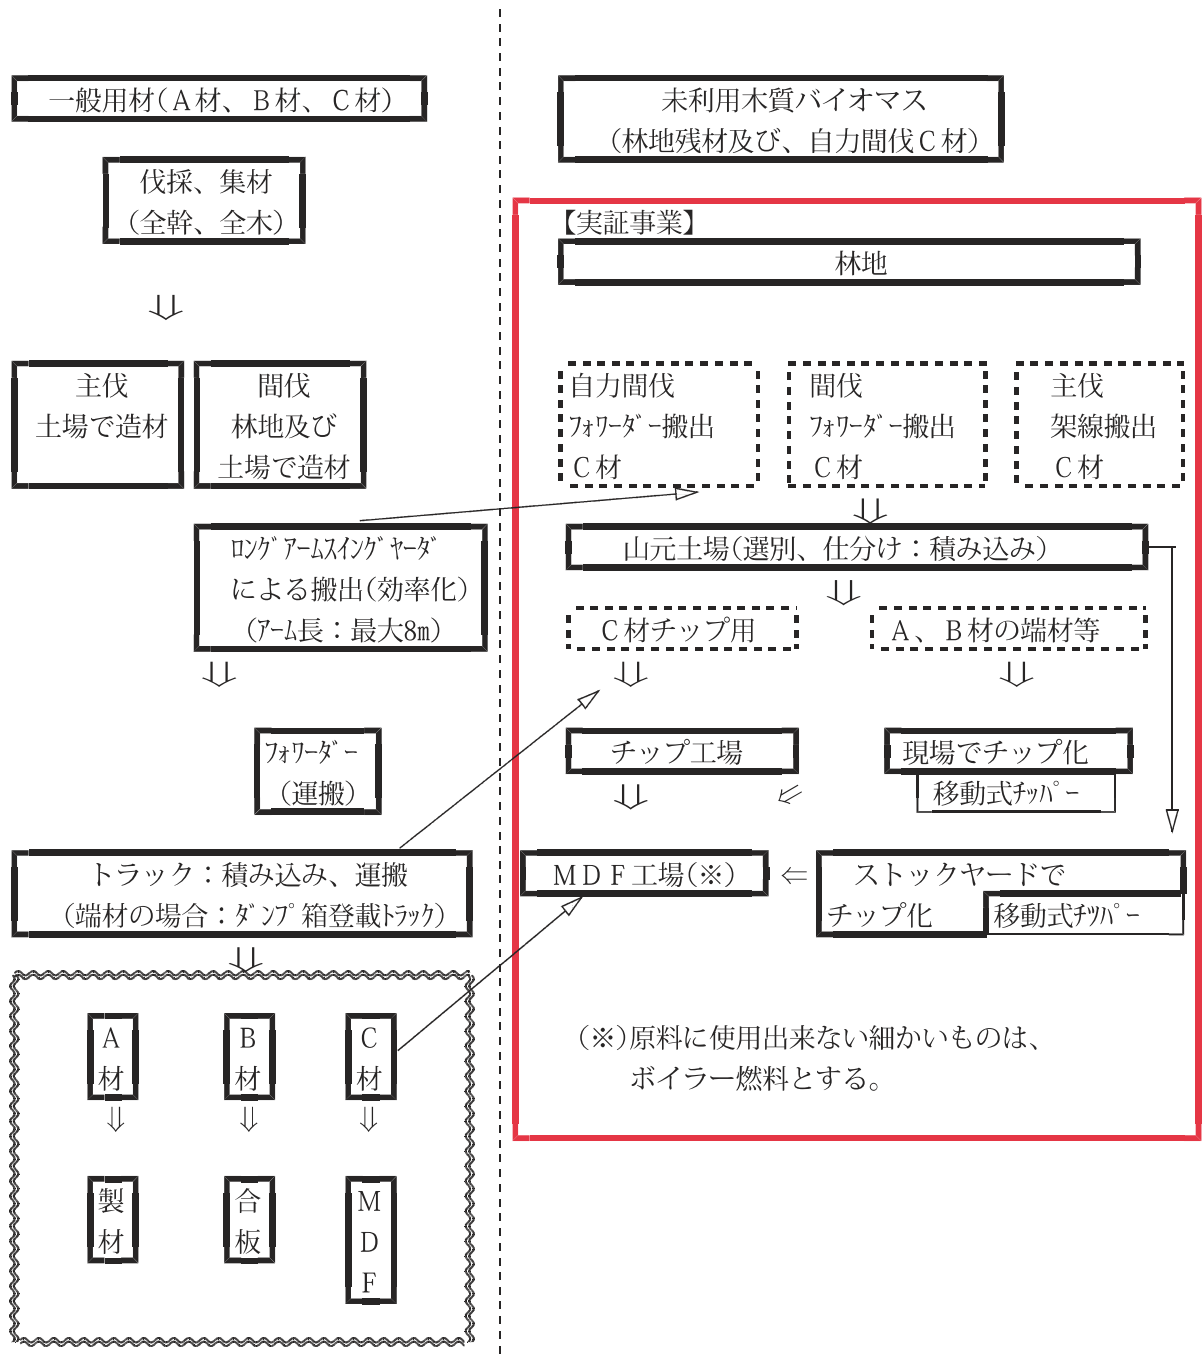 一般用材(A材、B材、C材)
伐採、集材
(全幹、全木)
⇓
主伐
土場で造材
間伐
林地及び
土場で造材
ﾛﾝｸﾞｱｰﾑｽｲﾝｸﾞﾔｰﾀﾞ
による搬出(効率化)
(ｱｰﾑ長：最大8m)
⇓
ﾌｫﾜｰﾀﾞｰ
(運搬)
トラック：積み込み、運搬
(端材の場合：ﾀﾞﾝﾌﾟ箱登載ﾄﾗｯｸ)
⇓
A
材
⇓
製
材
B
材
⇓
合
板
C
材
⇓
M
D
F
未利用木質バイオマス
(林地残材及び、自力間伐C材)
【実証事業】
林地
自力間伐
ﾌｫﾜｰﾀﾞｰ搬出
C材
間伐
ﾌｫﾜｰﾀﾞｰ搬出
C材
主伐
架線搬出
C材
⇓
山元土場(選別、仕分け：積み込み)
⇓
C材チップ用
A、B材の端材等
⇓
⇓
チップ工場
現場でチップ化
移動式ﾁｯﾊﾟｰ
⇓
⇐
MDF工場(※)
⇐
ストックヤードで
チップ化
移動式ﾁﾂﾊﾟｰ
(※)原料に使用出来ない細かいものは、
ボイラー燃料とする。